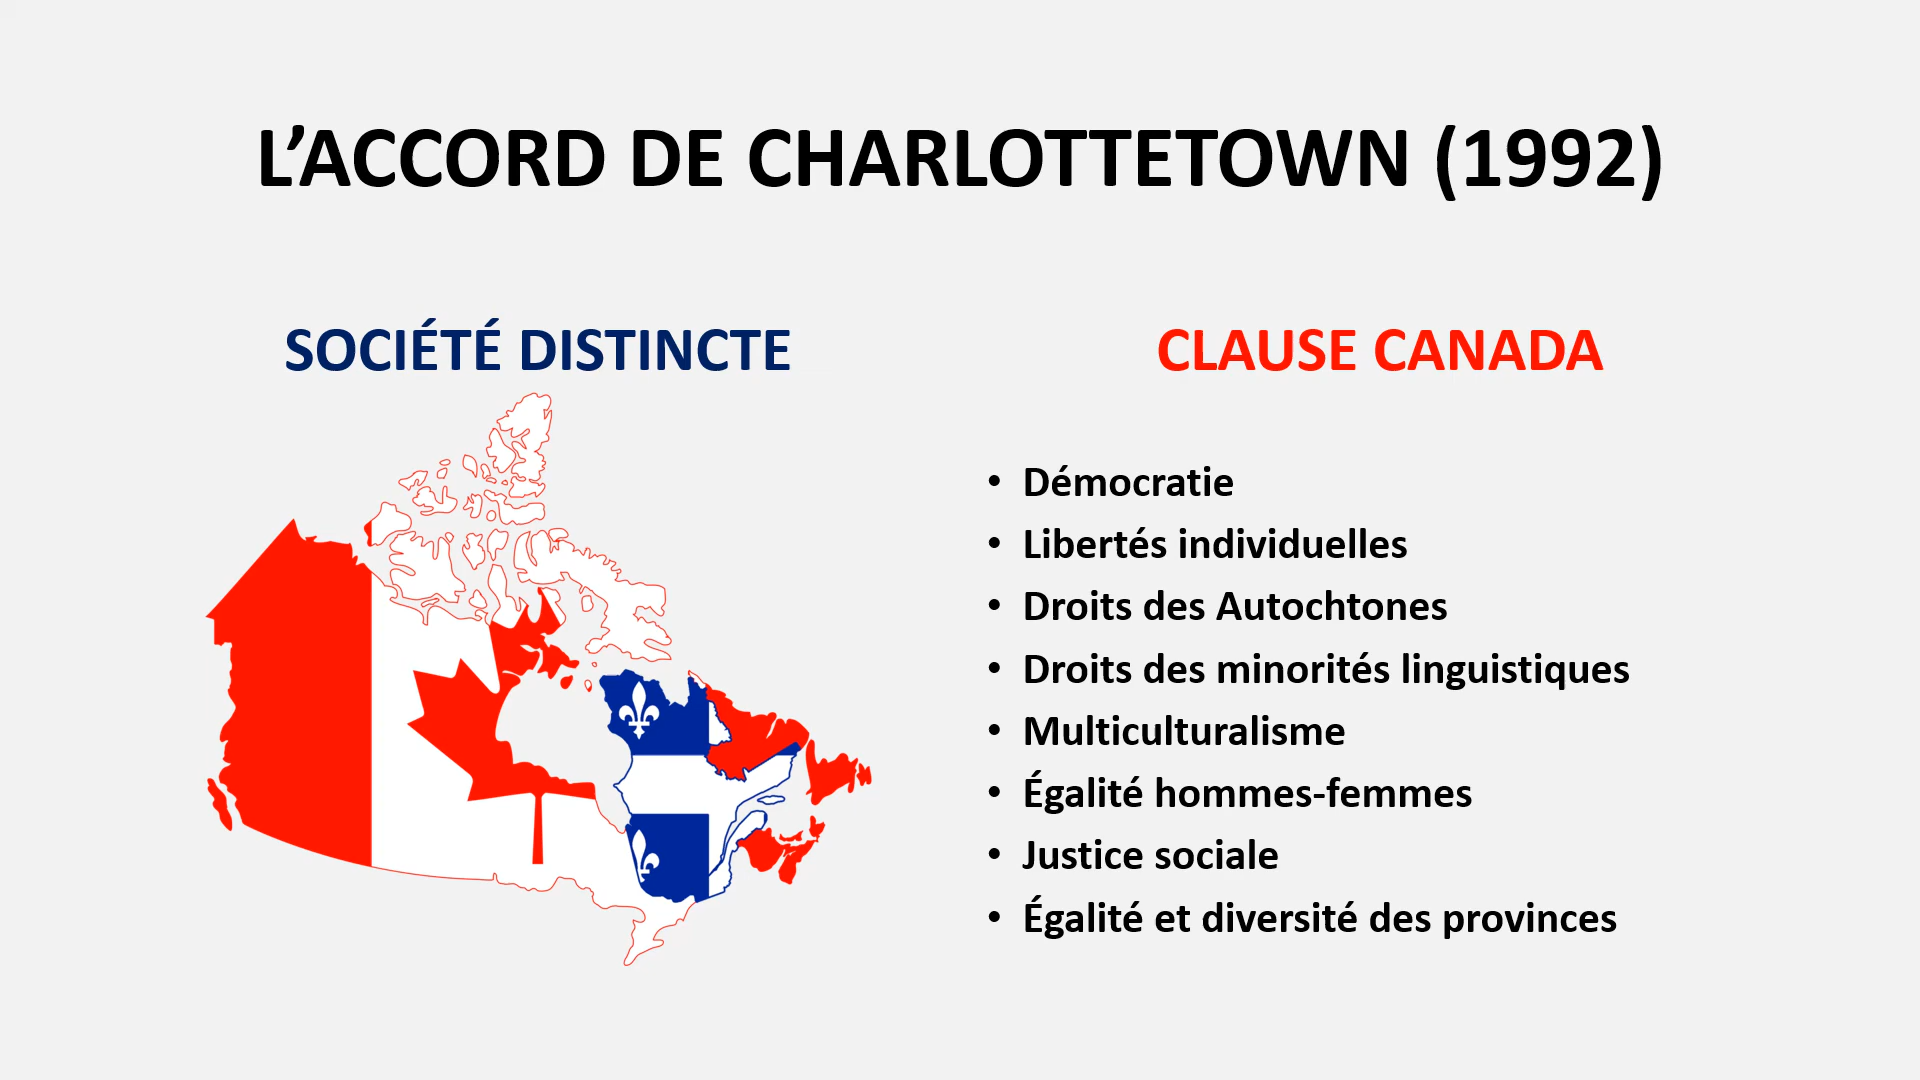 L’ACCORD DE CHARLOTTETOWN (1992)
SOCIÉTÉ DISTINCTE
CLAUSE CANADA
• Démocratie
• Libertés individuelles
• Droits des Autochtones
• Droits des minorités linguistiques
• Multiculturalisme
• Égalité hommes-femmes
• Justice sociale
• Égalité et diversité des provinces